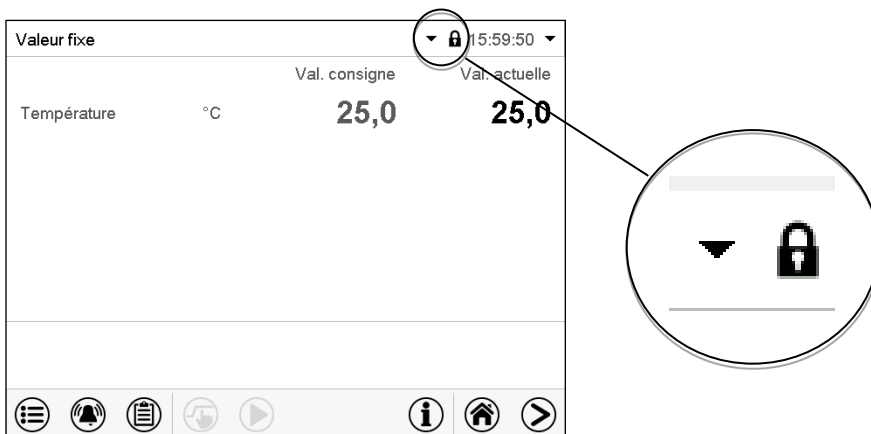 Valeur fixe 15:59:50
Val. consigne Val. actuelle
Température °C 25,0 25,0